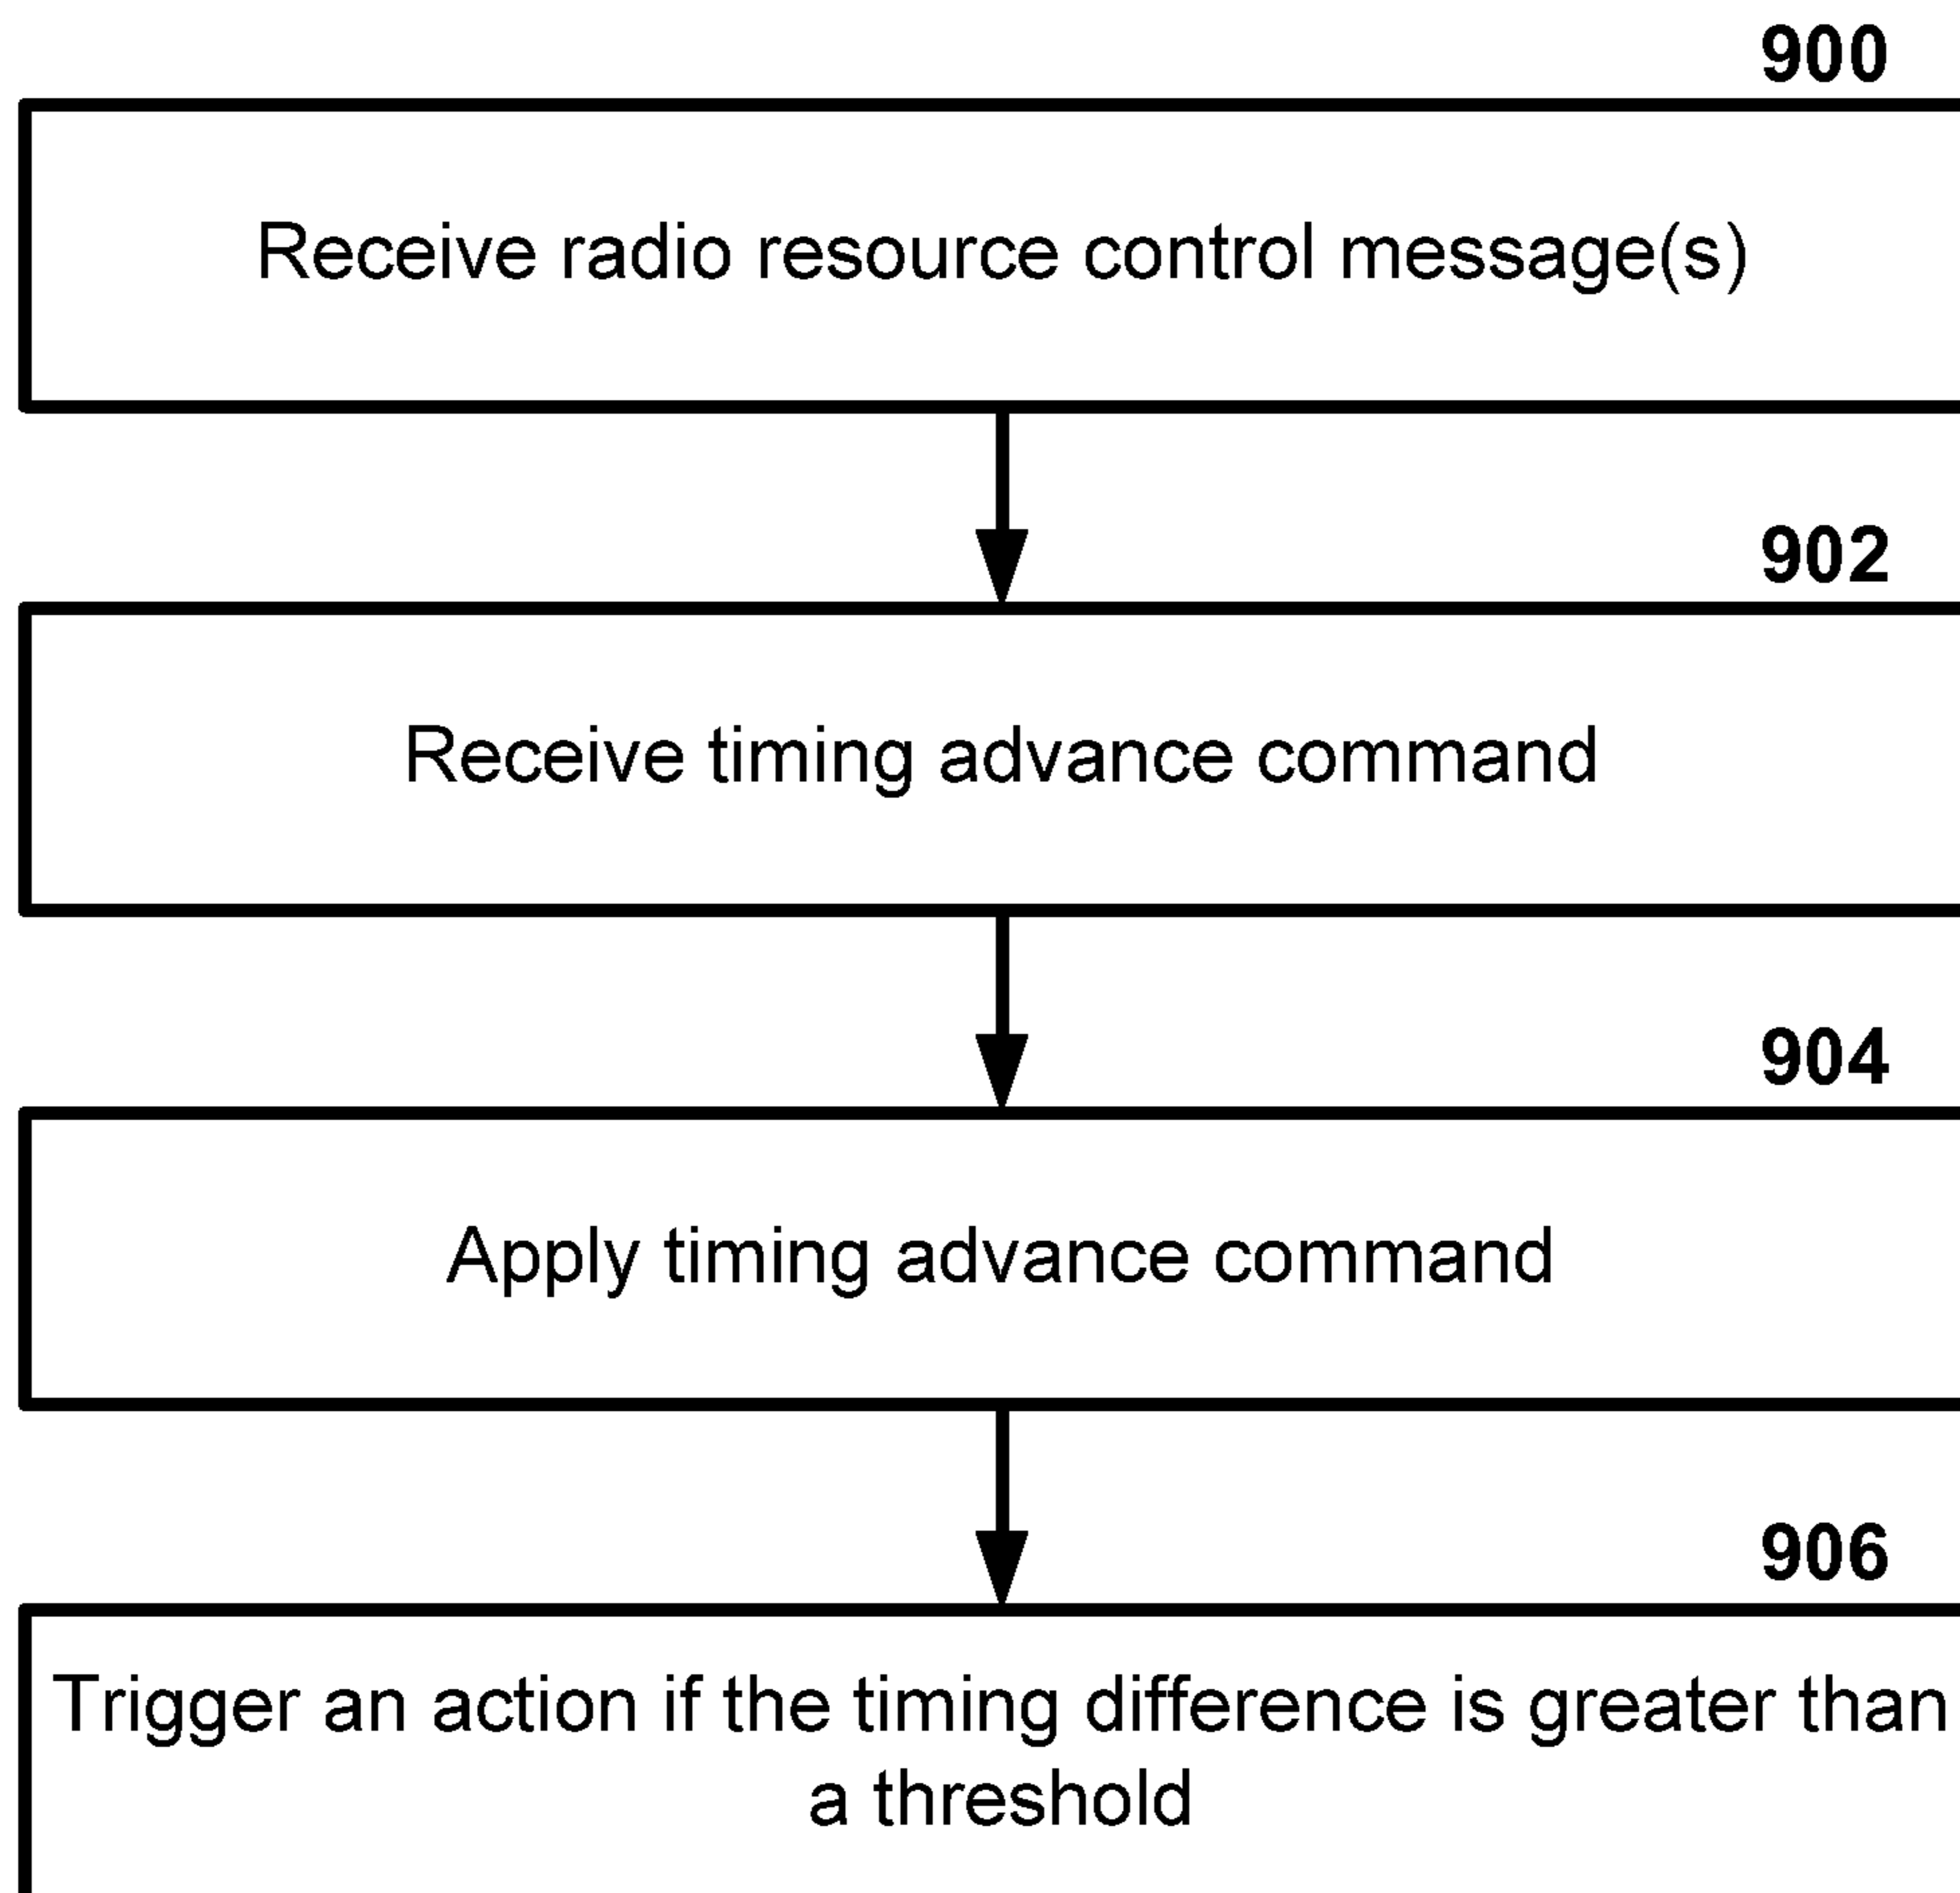 900
Receive radio resource control message(s)
902
Receive timing advance command
904
Apply timing advance command
906
Trigger an action if the timing difference is greater than
a threshold